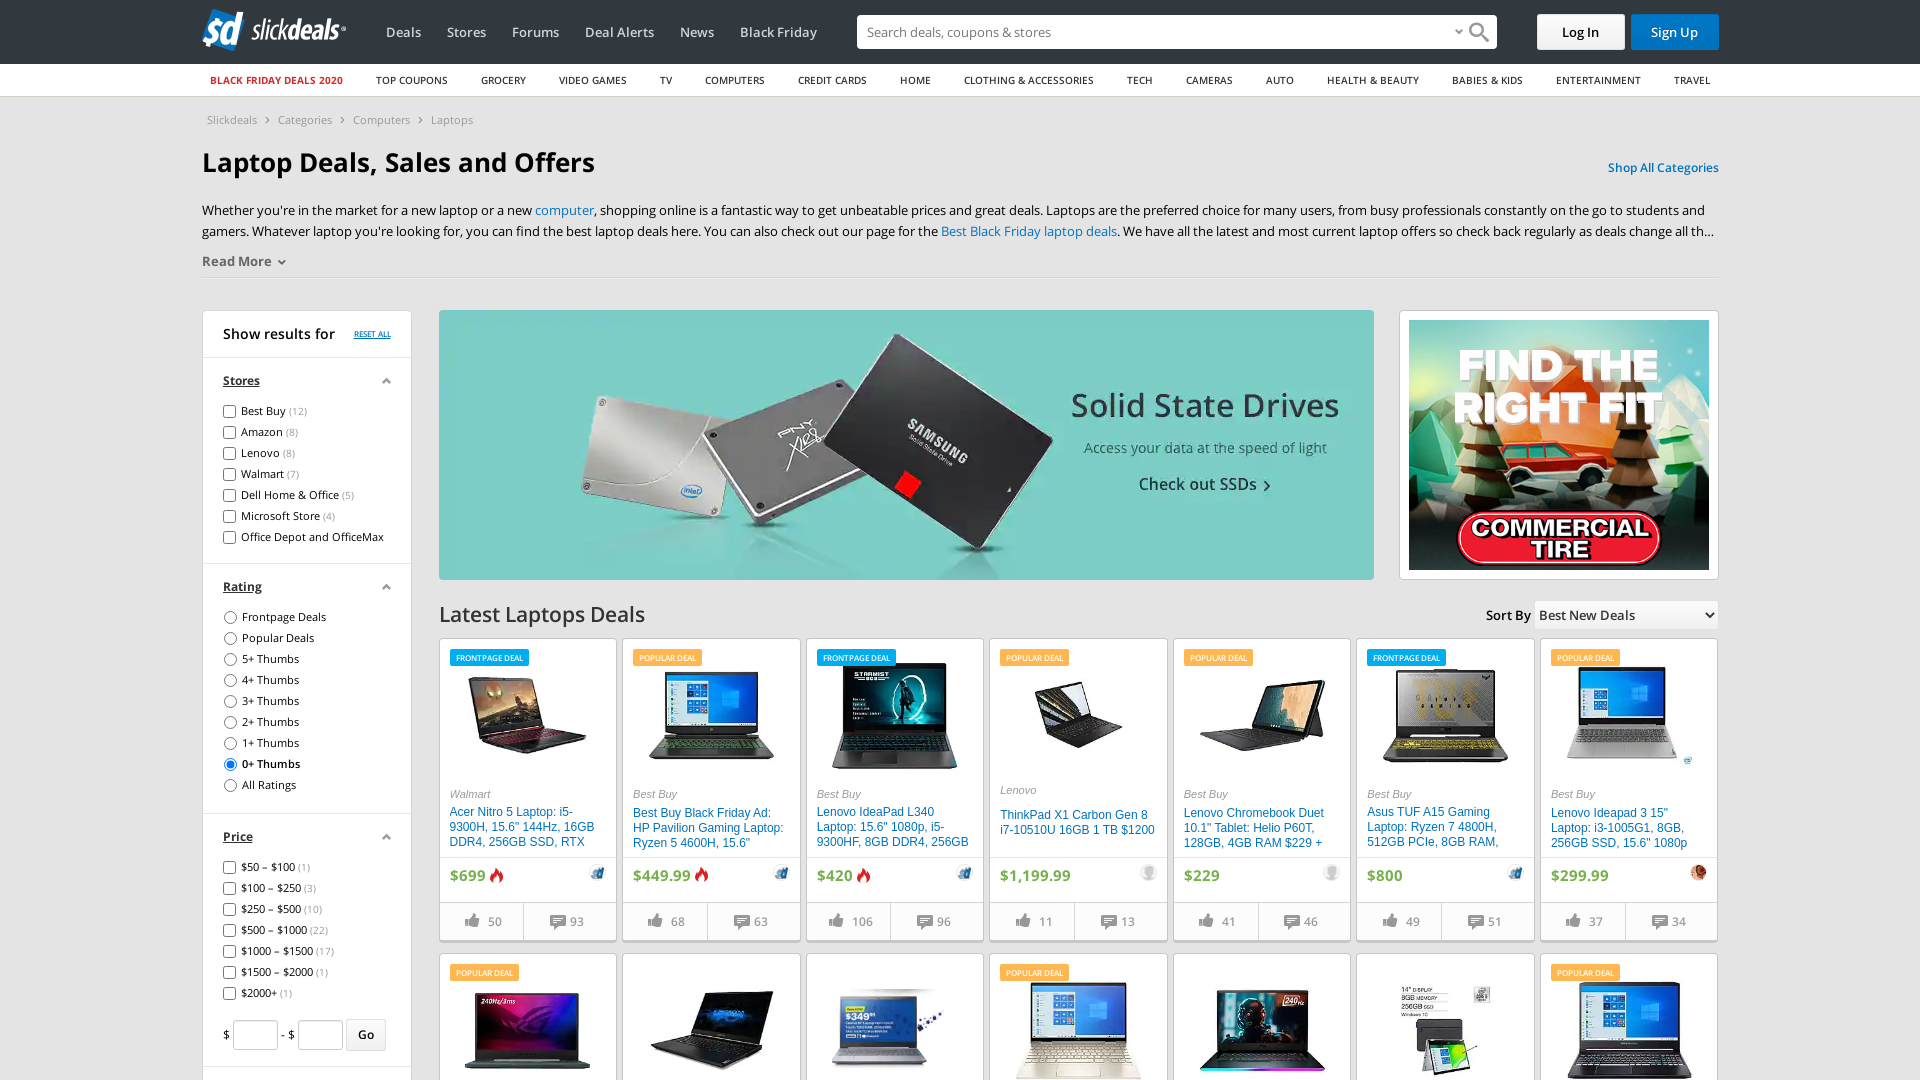 slickdeals
Deals
Stores
Forums
Deal Alerts
News
Black Friday
Search deals, coupons & stores
Log In
Sign Up
BLACK FRIDAY DEALS 2020
TOP COUPONS
GROCERY
VIDEO GAMES
TV
COMPUTERS
CREDIT CARDS
HOME
CLOTHING & ACCESSORIES
TECH
CAMERAS
AUTO
HEALTH & BEAUTY
BABIES & KIDS
ENTERTAINMENT
TRAVEL
Slickdeals > Categories > Computers > Laptops
Laptop Deals, Sales and Offers
Shop All Categories
Whether you're in the market for a new laptop or a new computer, shopping online is a fantastic way to get unbeatable prices and great deals. Laptops are the preferred choice for many users, from busy professionals constantly on the go to students and
gamers. Whatever laptop you're looking for, you can find the best laptop deals here. You can also check out our page for the Best Black Friday laptop deals. We have all the latest and most current laptop offers so check back regularly as deals change all th...
Read More
Show results for
RESET ALL
Stores
Best Buy (12)
Amazon (8)
Lenovo (8)
Walmart (7)
Dell Home & Office (5)
Microsoft Store (4)
Office Depot and OfficeMax
Rating
Frontpage Deals
Popular Deals
5+ Thumbs
4+ Thumbs
3+ Thumbs
2+ Thumbs
1+ Thumbs
0+ Thumbs
All Ratings
Price
$50 – $100 (1)
$100 – $250 (3)
$250 – $500 (10)
$500 – $1000 (22)
$1000 – $1500 (17)
$1500 – $2000 (1)
$2000+ (1)
$ - $ Go
intel
PNY
XLR8
SAMSUNG
Solid State Drive
Solid State Drives
Access your data at the speed of light
Check out SSDs >
FIND THE
RIGHT FIT
COMMERCIAL
TIRE
Latest Laptops Deals
Sort By Best New Deals
FRONTPAGE DEAL
Walmart
Acer Nitro 5 Laptop: i5-
9300H, 15.6" 144Hz, 16GB
DDR4, 256GB SSD, RTX
$699
50
93
POPULAR DEAL
Best Buy
Best Buy Black Friday Ad:
HP Pavilion Gaming Laptop:
Ryzen 5 4600H, 15.6"
$449.99
68
63
FRONTPAGE DEAL
Best Buy
Lenovo IdeaPad L340
Laptop: 15.6" 1080p, i5-
9300HF, 8GB DDR4, 256GB
$420
106
96
POPULAR DEAL
Lenovo
ThinkPad X1 Carbon Gen 8
i7-10510U 16GB 1 TB $1200
$1,199.99
11
13
POPULAR DEAL
Best Buy
Lenovo Chromebook Duet
10.1" Tablet: Helio P60T,
128GB, 4GB RAM $229 +
$229
41
46
FRONTPAGE DEAL
Best Buy
Asus TUF A15 Gaming
Laptop: Ryzen 7 4800H,
512GB PCIe, 8GB RAM,
$800
49
51
POPULAR DEAL
Best Buy
Lenovo Ideapad 3 15"
Laptop: i3-1005G1, 8GB,
256GB SSD, 15.6" 1080p
$299.99
37
34
POPULAR DEAL
240Hz/3ms
$349
POPULAR DEAL
240Hz
14" DISPLAY
8GB MEMORY
256GB SSD
Windows 10
POPULAR DEAL